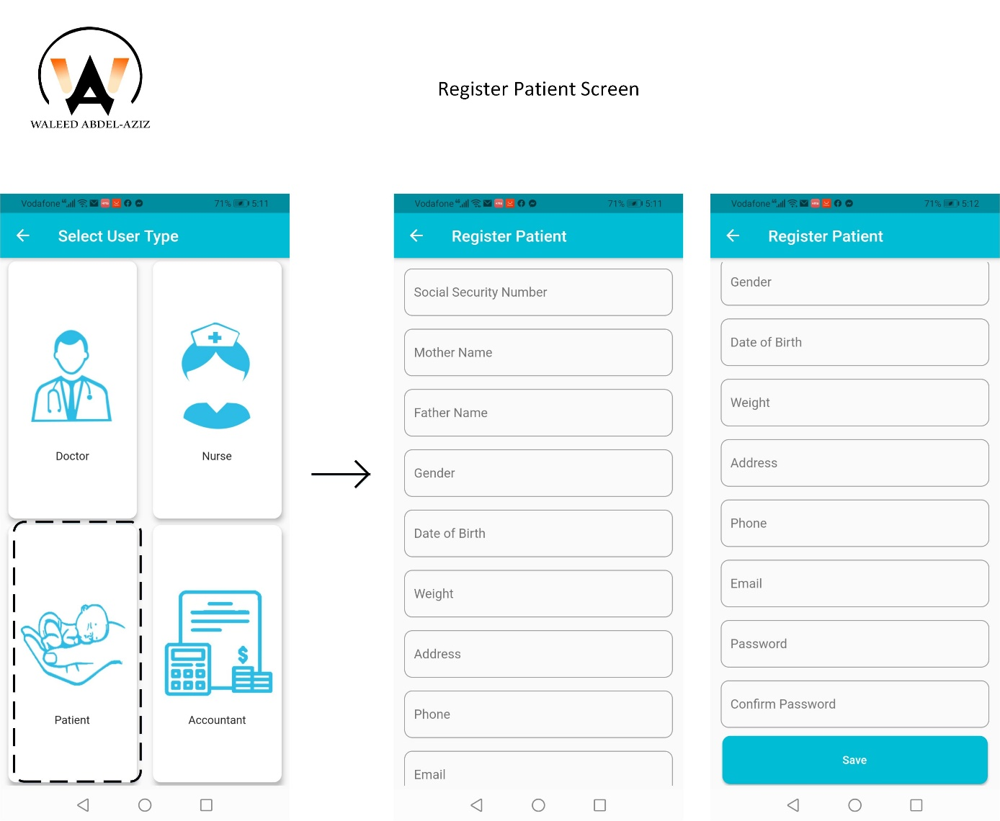 WALEED ABDEL-AZIZ
Register Patient Screen
Vodafone 71% 5:11
Select User Type
Doctor
Nurse
Patient
$
Accountant
Vodafone 71% 5:11
Register Patient
Social Security Number
Mother Name
Father Name
Gender
Date of Birth
Weight
Address
Phone
Email
Vodafone 71% 5:12
Register Patient
Gender
Date of Birth
Weight
Address
Phone
Email
Password
Confirm Password
Save